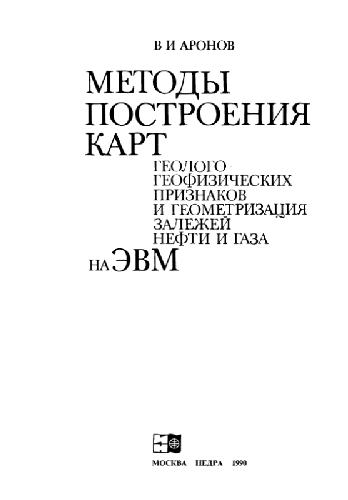 В И АРОНОВ
МЕТОДЫ
ПОСТРОЕНИЯ
КАРТ
ГЕОЛОГО
ГЕОФИЗИЧЕСКИХ
ПРИЗНАКОВ
И ГЕОМЕТРИЗАЦИЯ
ЗАЛЕЖЕЙ
НЕФТИ И ГАЗА
НА ЭВМ
МОСКВА НЕДРА 1990